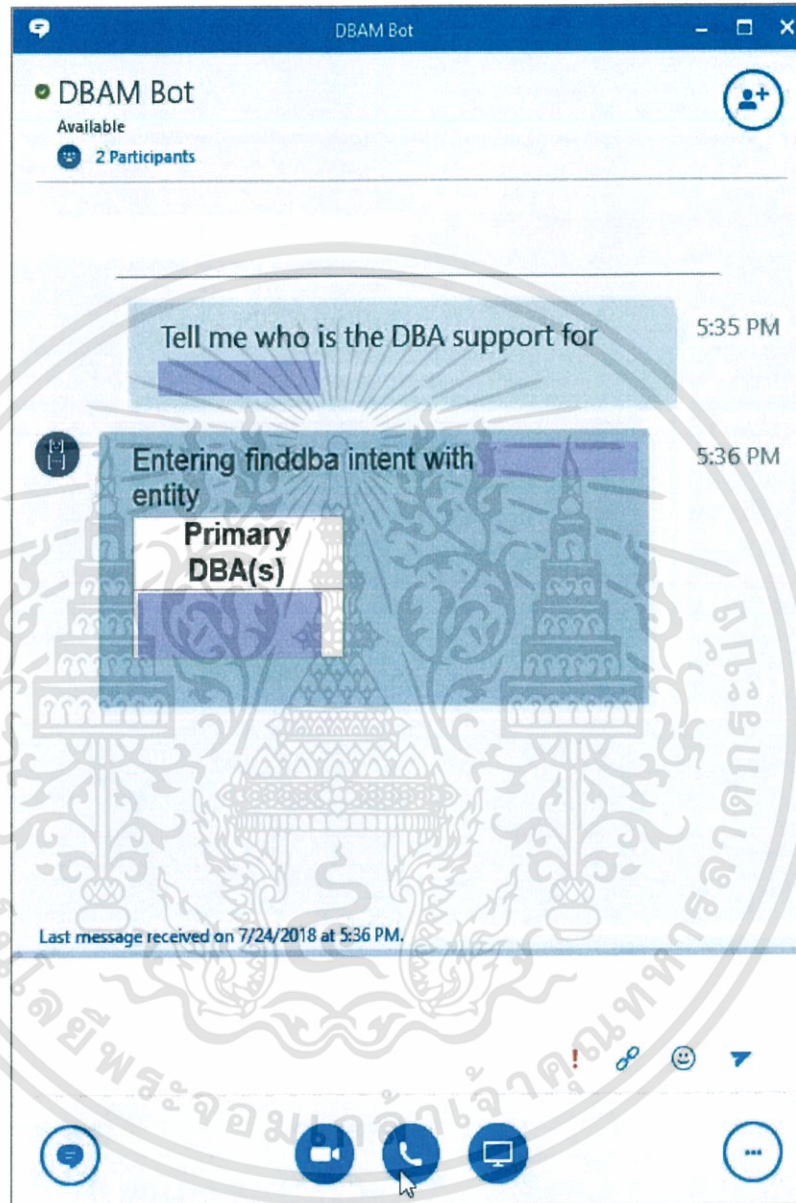 DBAM Bot
DBAM Bot
Available
2 Participants
Tell me who is the DBA support for
5:35 PM
Entering finddba intent with
entity
5:36 PM
Primary
DBA(s)
Last message received on 7/24/2018 at 5:36 PM.